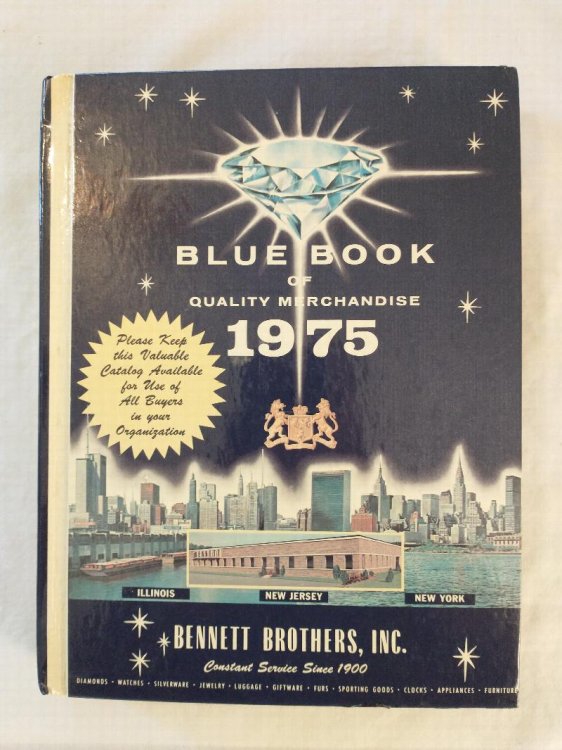 BLUE BOOK
OF
QUALITY MERCHANDISE
1975
Please Keep
this Valuable
Catalog Available
for Use of
All Buyers
in your
Organization
BENNETT
ILLINOIS
NEW JERSEY
NEW YORK
BENNETT BROTHERS, INC.
Constant Service Since 1900
DIAMONDS • WATCHES • SILVERWARE • JEWELRY • LUGGAGE • GIFTWARE • FURS • SPORTING GOODS • CLOCKS • APPLIANCES • FURNITURE